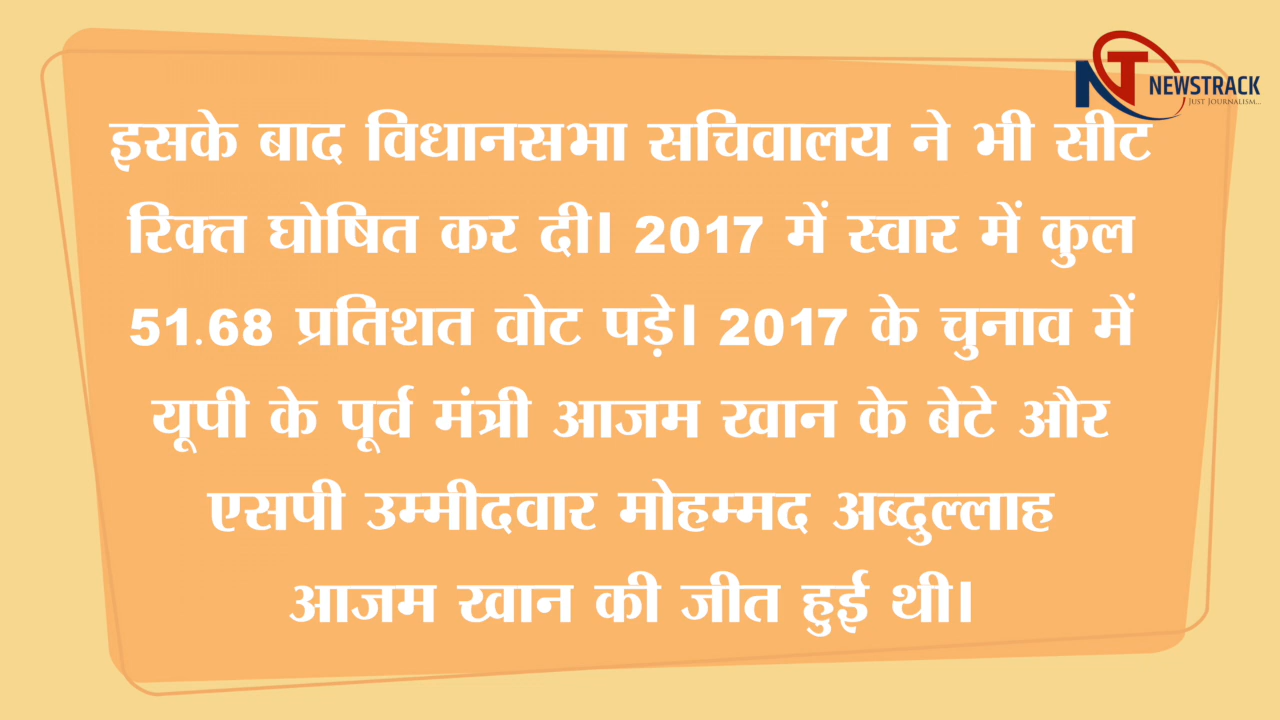 NT NEWSTRACK
JUST JOURNALISM...
इसके बाद विधानसभा सचिवालय ने भी सीट
रिक्त घोषित कर दी। 2017 में स्वार में कुल
51.68 प्रतिशत वोट पड़े। 2017 के चुनाव में
यूपी के पूर्व मंत्री आजम खान के बेटे और
एसपी उम्मीदवार मोहम्मद अब्दुल्लाह
आजम खान की जीत हुई थी।